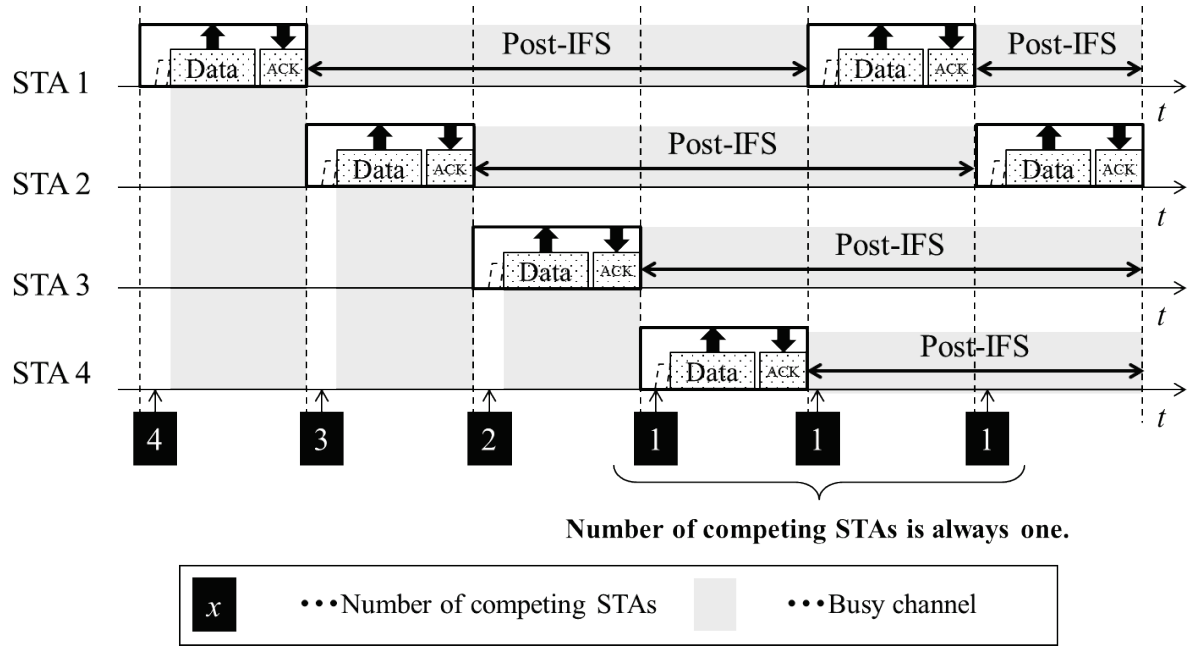 Post-IFS Post-IFS
STA 1 Data ACK Data ACK
t
Post-IFS
STA 2 Data ACK Data ACK
t
Post-IFS
STA 3 Data ACK
t
Post-IFS
STA 4 Data ACK
t
4 3 2 1 1 1
Number of competing STAs is always one.
x •••Number of competing STAs •••Busy channel